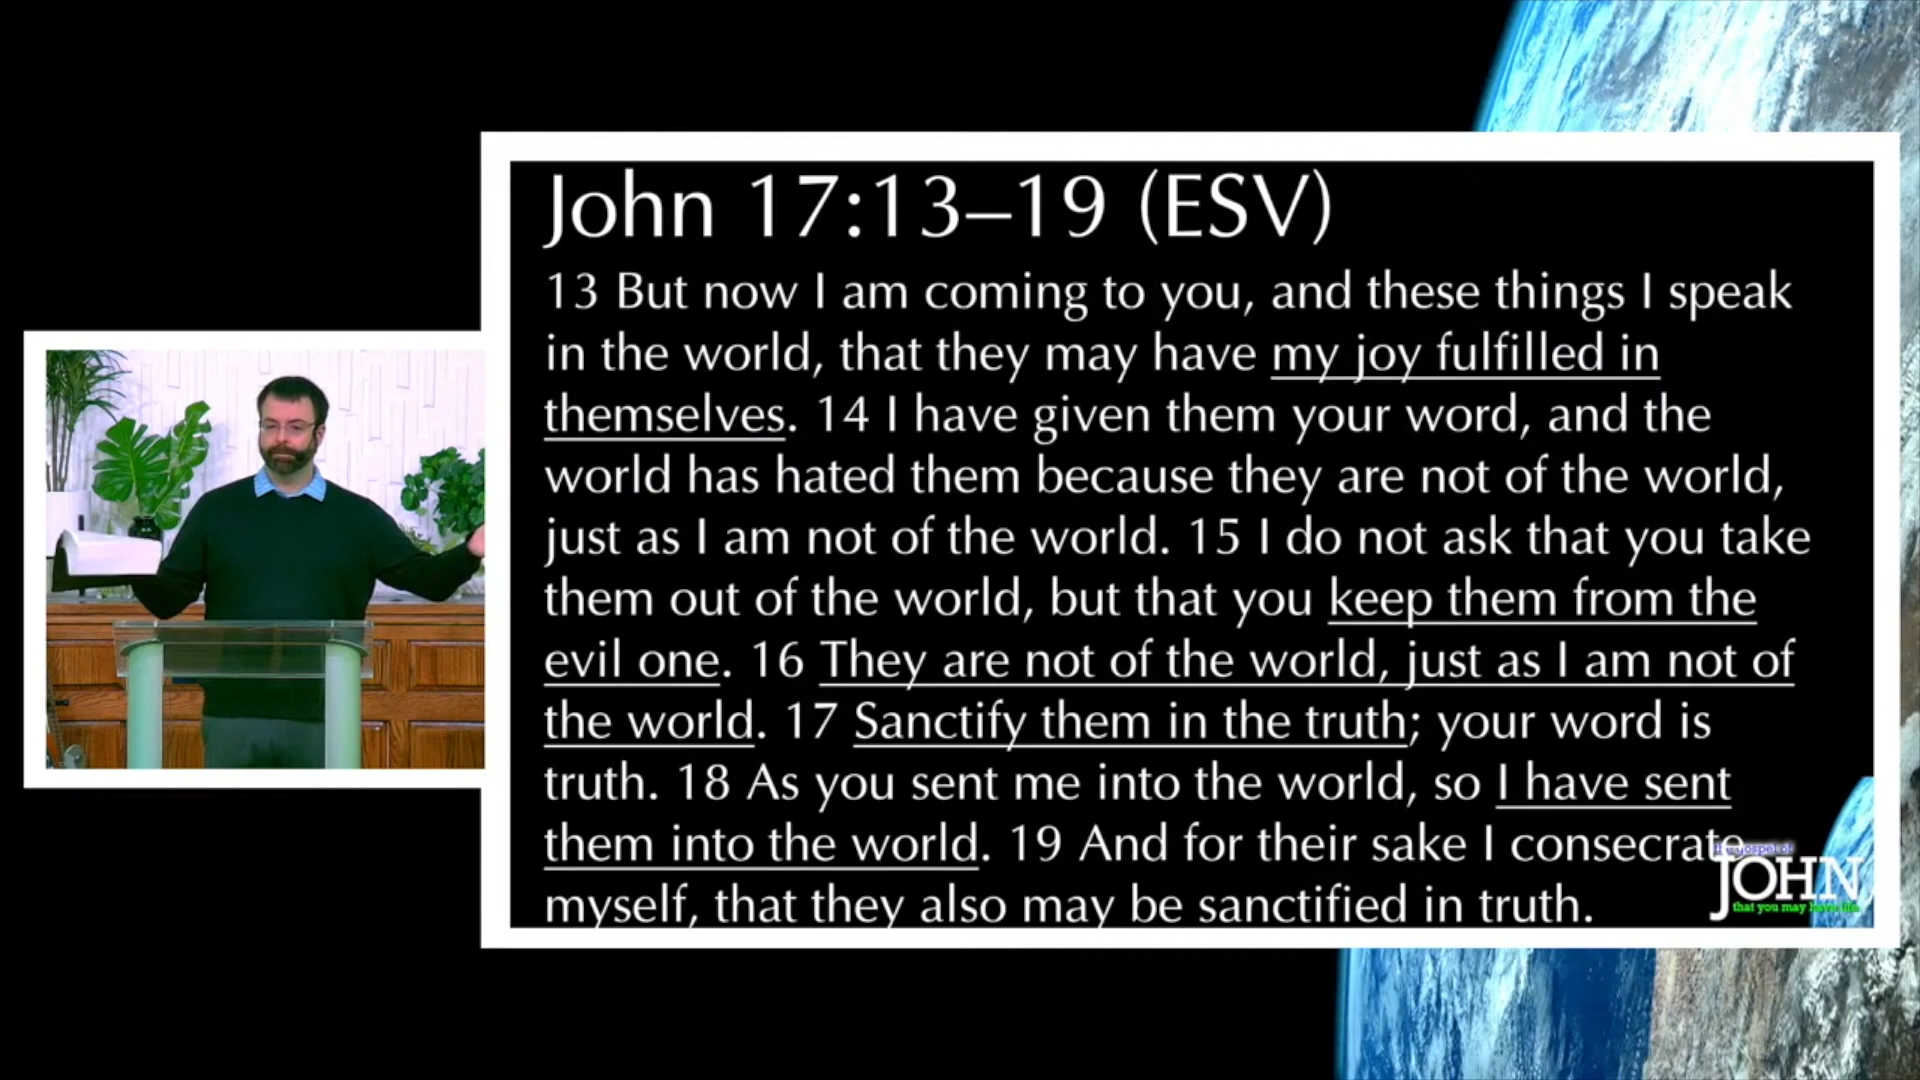 John 17:13–19 (ESV)
13 But now I am coming to you, and these things I speak
in the world, that they may have my joy fulfilled in
themselves. 14 I have given them your word, and the
world has hated them because they are not of the world,
just as I am not of the world. 15 I do not ask that you take
them out of the world, but that you keep them from the
evil one. 16 They are not of the world, just as I am not of
the world. 17 Sanctify them in the truth; your word is
truth. 18 As you sent me into the world, so I have sent
them into the world. 19 And for their sake I consecrate
myself, that they also may be sanctified in truth.
gospel of
JOHN
that you may